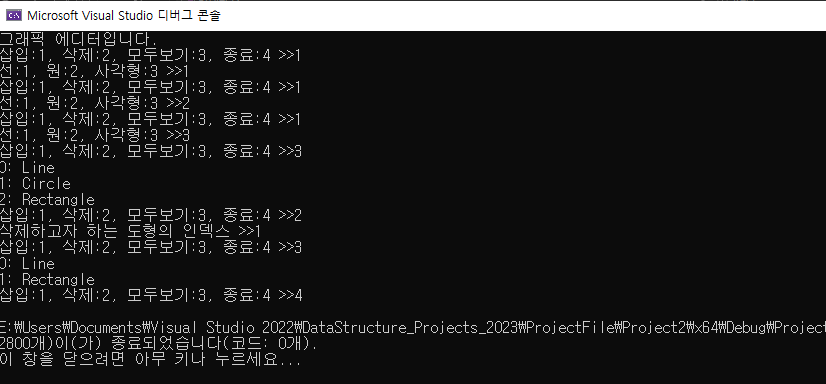 Microsoft Visual Studio 디버그 콘솔
그래픽 에디터입니다.
삽입:1, 삭제:2, 모두보기:3, 종료:4 >>1
선:1, 원:2, 사각형:3 >>1
삽입:1, 삭제:2, 모두보기:3, 종료:4 >>1
선:1, 원:2, 사각형:3 >>2
삽입:1, 삭제:2, 모두보기:3, 종료:4 >>1
선:1, 원:2, 사각형:3 >>3
삽입:1, 삭제:2, 모두보기:3, 종료:4 >>3
0: Line
1: Circle
2: Rectangle
삽입:1, 삭제:2, 모두보기:3, 종료:4 >>2
삭제하고자 하는 도형의 인덱스 >>1
삽입:1, 삭제:2, 모두보기:3, 종료:4 >>3
0: Line
1: Rectangle
삽입:1, 삭제:2, 모두보기:3, 종료:4 >>4
E:₩Users₩Documents₩Visual Studio 2022₩DataStructure_Projects_2023₩ProjectFile₩Project2₩x64₩Debug₩Project
2800개)이(가) 종료되었습니다(코드: 0개).
이 창을 닫으려면 아무 키나 누르세요...